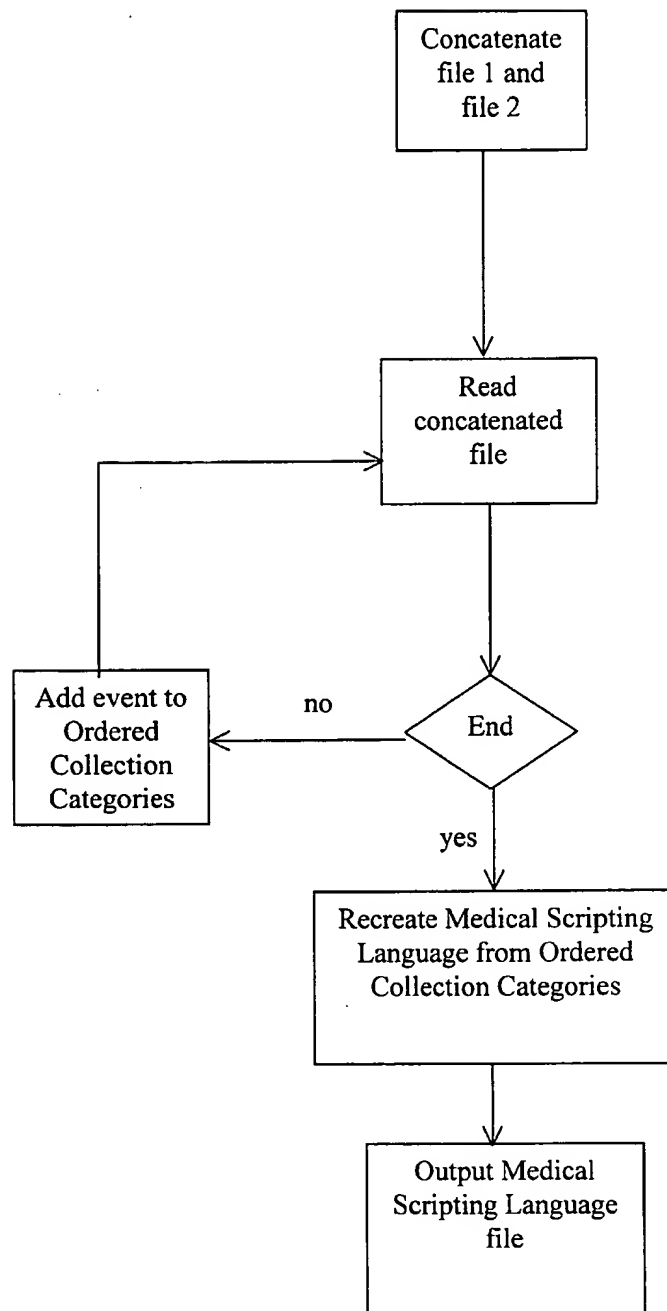 Concatenate
file 1 and
file 2
Read
concatenated
file
Add event to
Ordered
Collection
Categories
no
End
yes
Recreate Medical Scripting
Language from Ordered
Collection Categories
Output Medical
Scripting Language
file